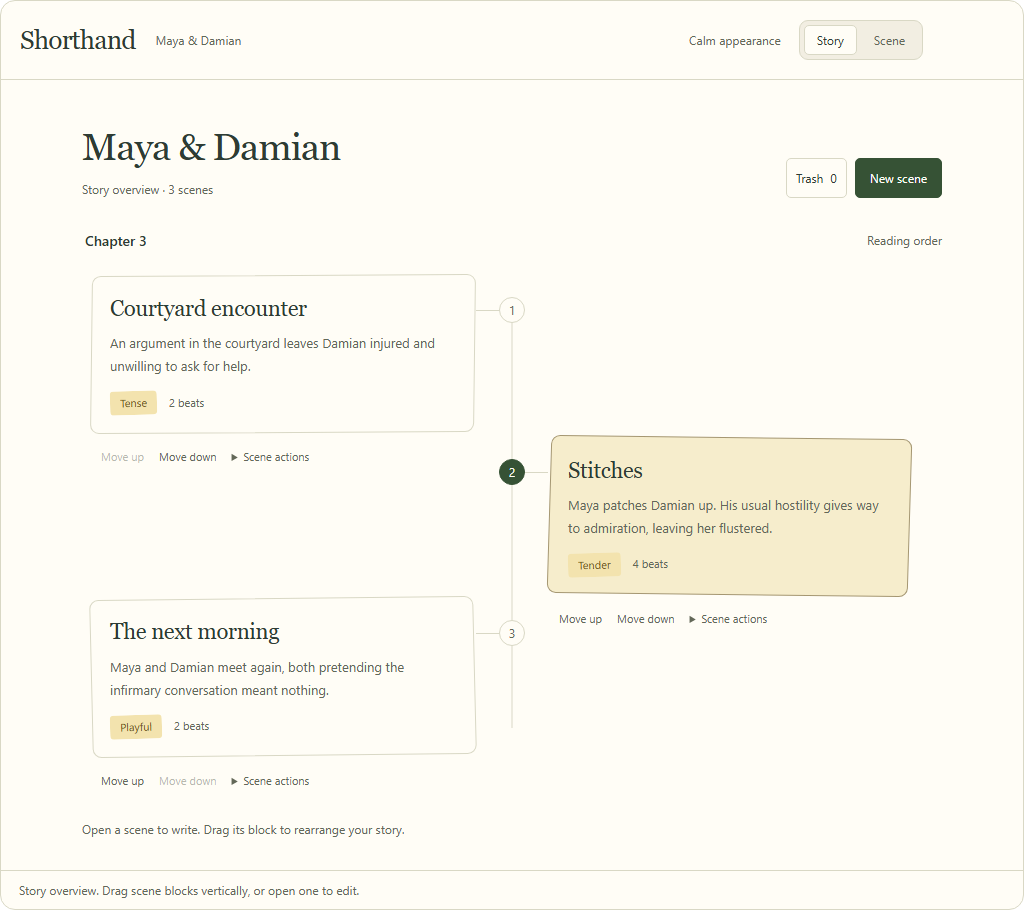 Shorthand Maya & Damian Calm appearance Story Scene
Maya & Damian
Story overview · 3 scenes
Trash 0 New scene
Chapter 3
Reading order
Courtyard encounter
An argument in the courtyard leaves Damian injured and
unwilling to ask for help.
Tense 2 beats
Move up Move down ▶ Scene actions
1
2
Stitches
Maya patches Damian up. His usual hostility gives way
to admiration, leaving her flustered.
Tender 4 beats
Move up Move down ▶ Scene actions
The next morning
Maya and Damian meet again, both pretending the
infirmary conversation meant nothing.
Playful 2 beats
Move up Move down ▶ Scene actions
3
Open a scene to write. Drag its block to rearrange your story.
Story overview. Drag scene blocks vertically, or open one to edit.